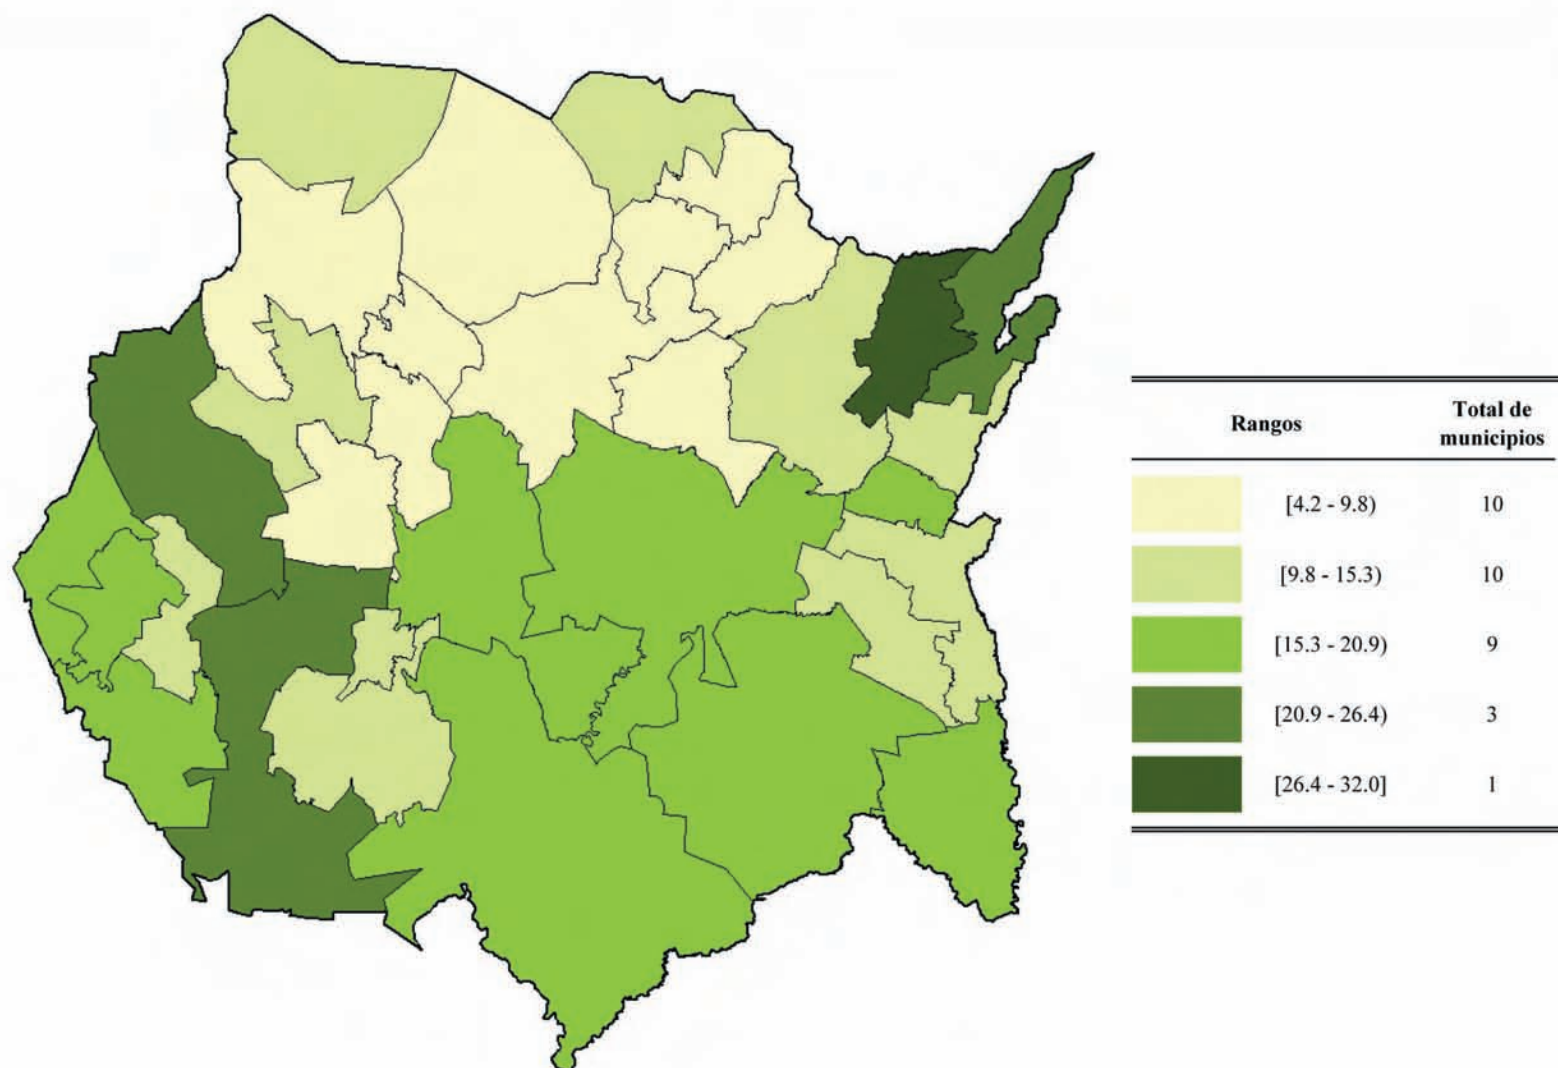 Rangos Total de
municipios
[4.2 - 9.8) 10
[9.8 - 15.3) 10
[15.3 - 20.9) 9
[20.9 - 26.4) 3
[26.4 - 32.0] 1